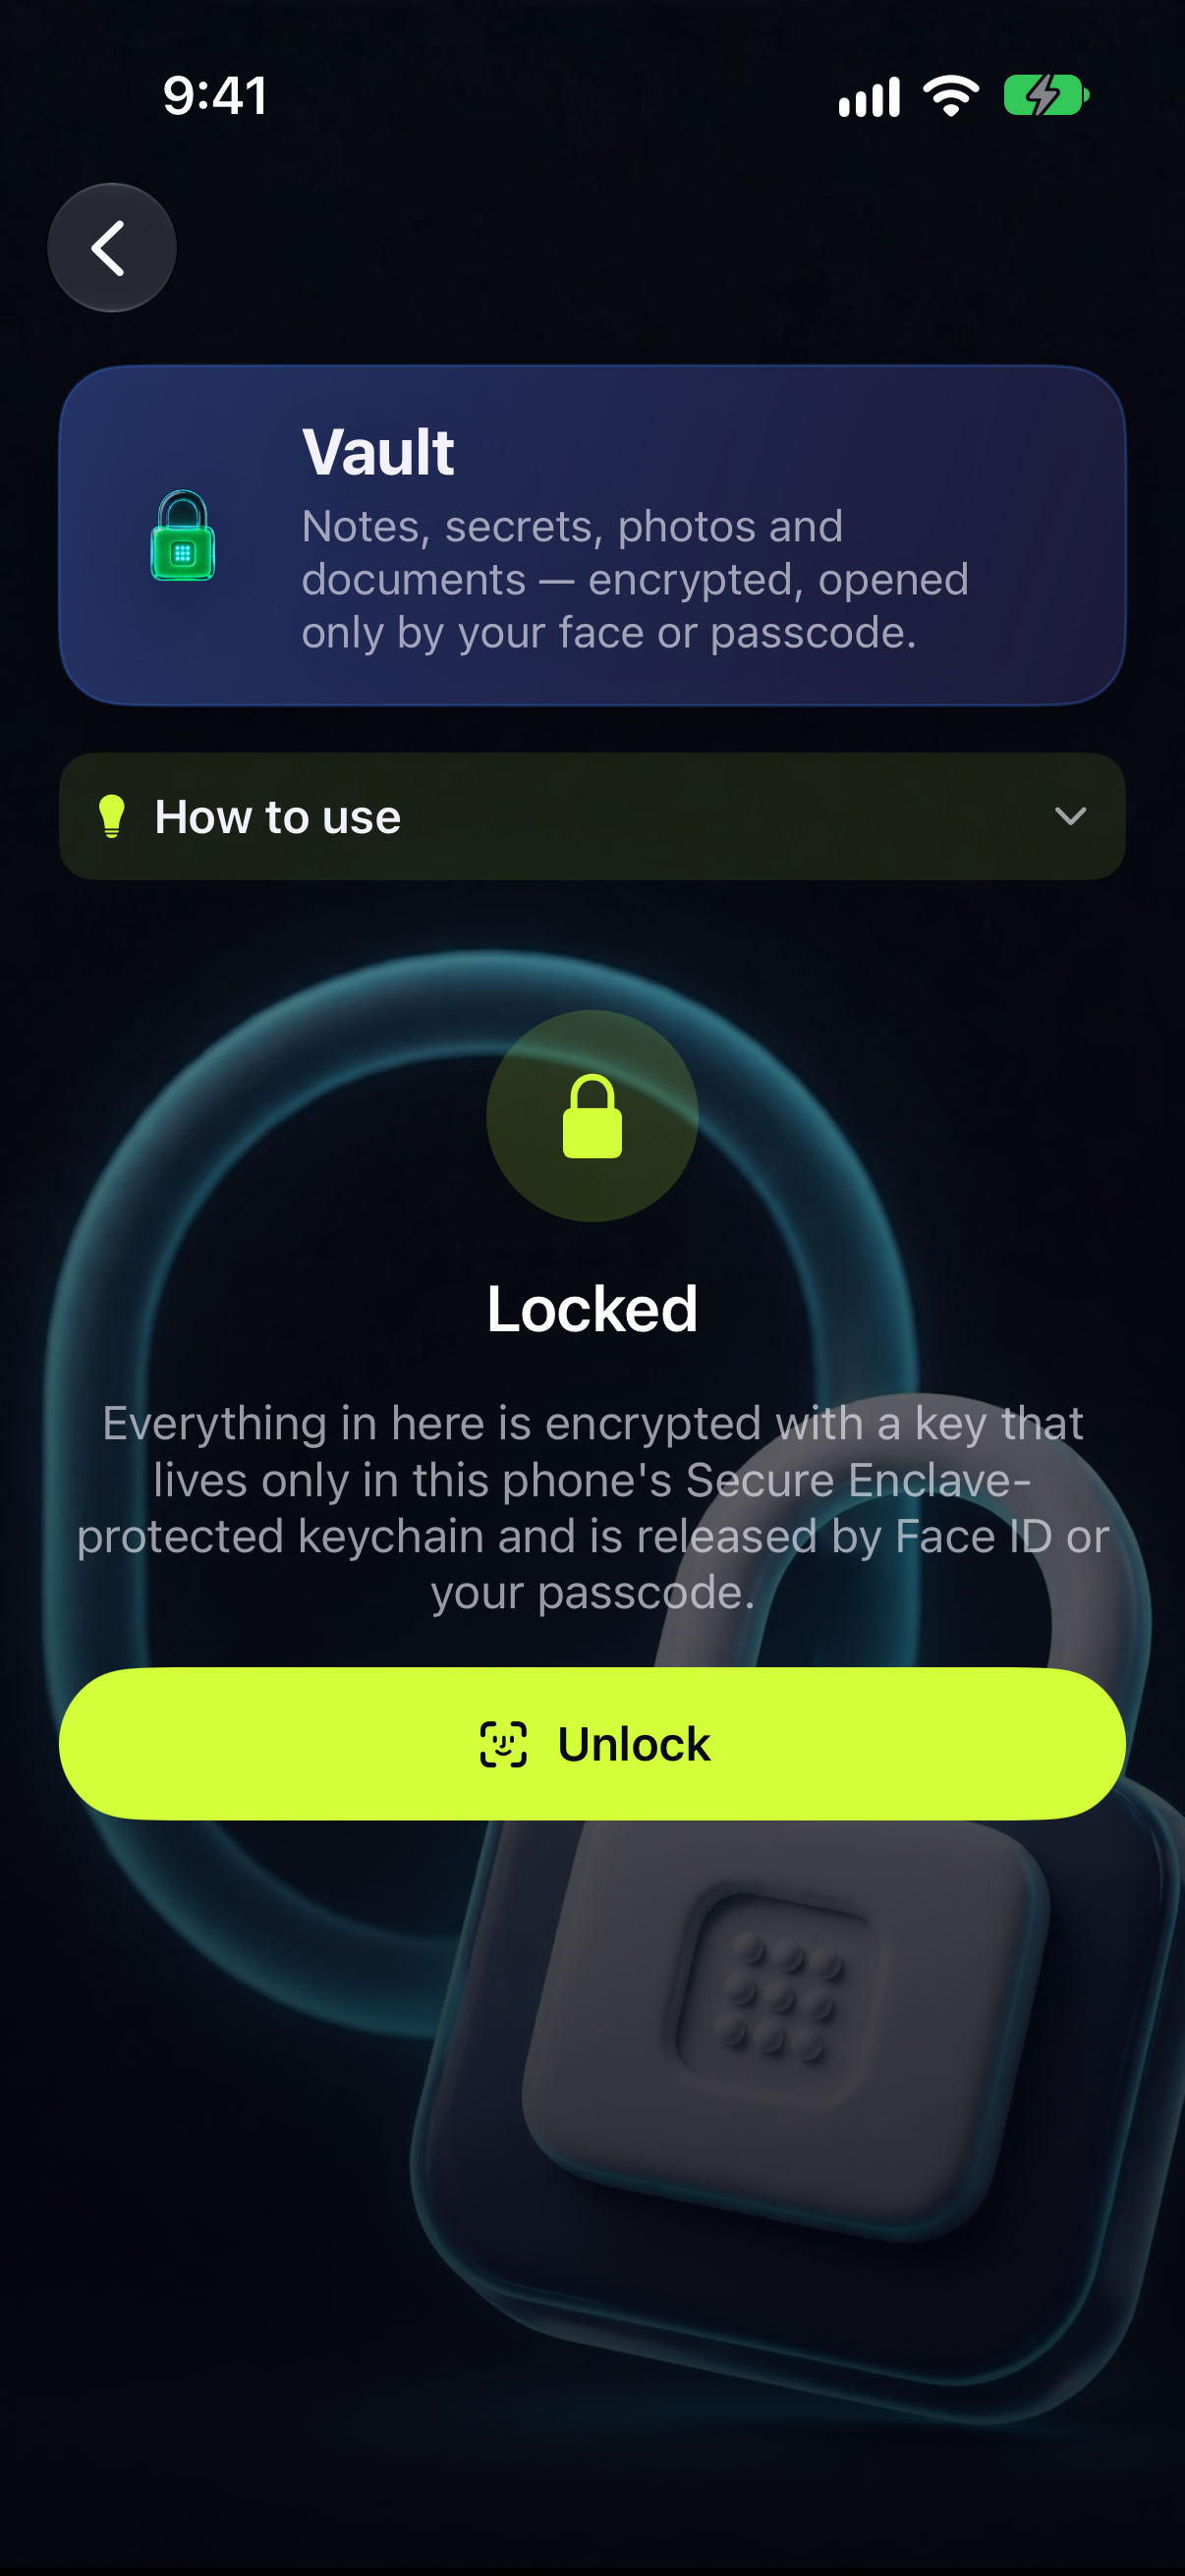 9:41
Vault
Notes, secrets, photos and
documents — encrypted, opened
only by your face or passcode.
How to use
Locked
Everything in here is encrypted with a key that
lives only in this phone's Secure Enclave-
protected keychain and is released by Face ID or
your passcode.
Unlock